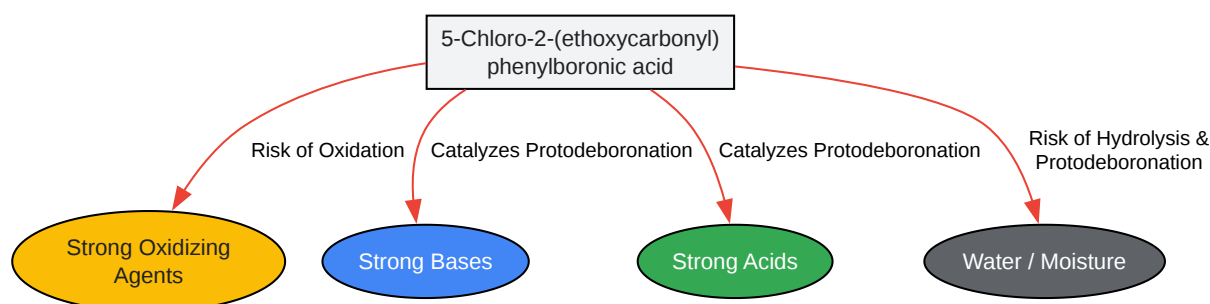 5-Chloro-2-(ethoxycarbonyl)
phenylboronic acid
Risk of Oxidation
Catalyzes Protodeboronation
Catalyzes Protodeboronation
Risk of Hydrolysis &
Protodeboronation
Strong Oxidizing
Agents
Strong Bases
Strong Acids
Water / Moisture